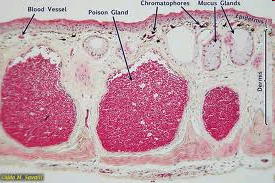 Blood Vessel
Poison Gland
Chromatophores
Mucus Glands
Epidermis
Dermis